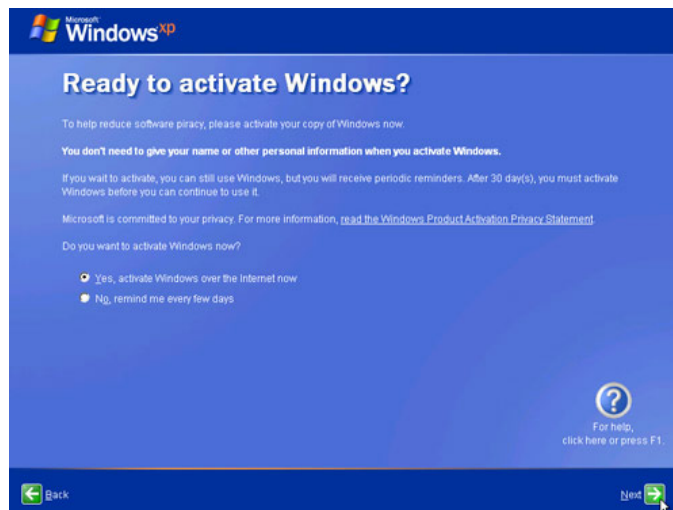 Microsoft
Windows xp
Ready to activate Windows?
To help reduce software piracy, please activate your copy of Windows now.
You don't need to give your name or other personal information when you activate Windows.
If you wait to activate, you can still use Windows, but you will receive periodic reminders. After 30 day(s), you must activate
Windows before you can continue to use it.
Microsoft is committed to your privacy. For more information, read the Windows Product Activation Privacy Statement.
Do you want to activate Windows now?
Yes, activate Windows over the Internet now
No, remind me every few days
?
For help,
click here or press F1.
Back
Next